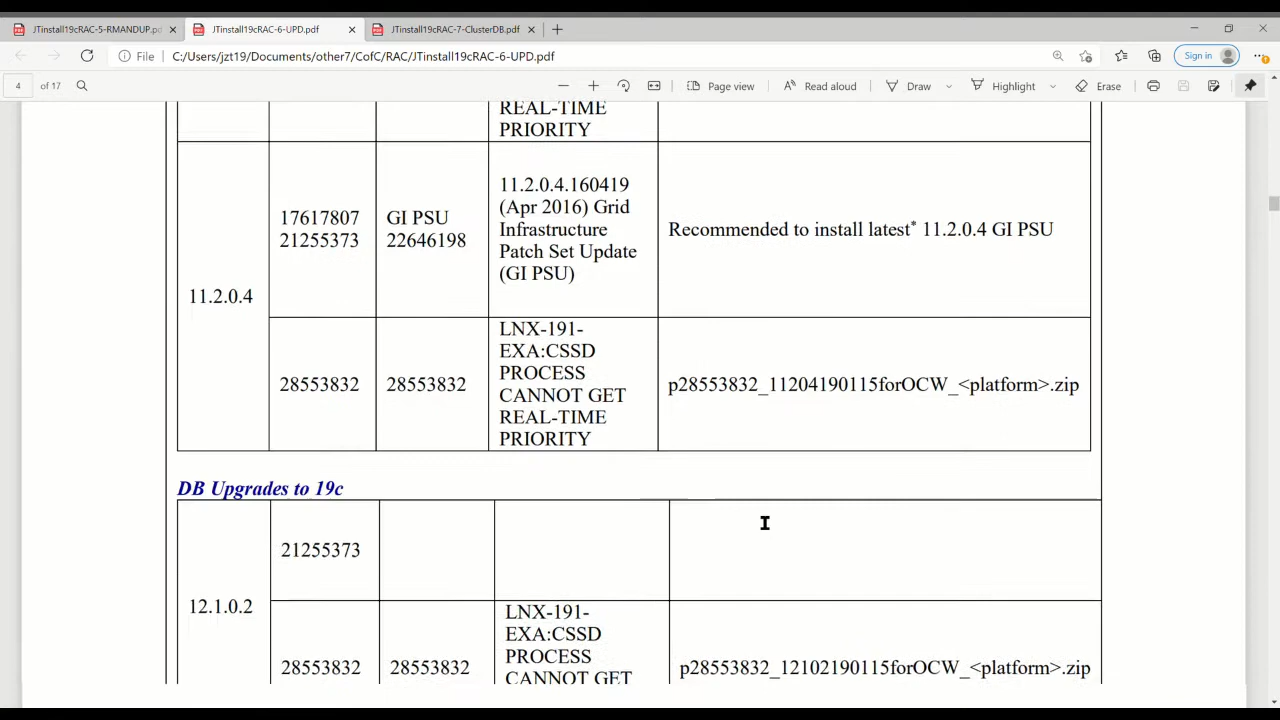 JTinstall19cRAC-5-RMANDUP.pd
JTinstall19cRAC-6-UPD.pdf
JTinstall19cRAC-7-ClusterDB.pdf
File
C:/Users/jzt19/Documents/other7/CofC/RAC/JTinstall19cRAC-6-UPD.pdf
Sign in
4 of 17
Page view
Read aloud
Draw
Highlight
Erase
REAL-TIME
PRIORITY
11.2.0.4
17617807
21255373
GI PSU
22646198
11.2.0.4.160419
(Apr 2016) Grid
Infrastructure
Patch Set Update
(GI PSU)
Recommended to install latest* 11.2.0.4 GI PSU
28553832
28553832
LNX-191-
EXA:CSSD
PROCESS
CANNOT GET
REAL-TIME
PRIORITY
p28553832_11204190115forOCW_<platform>.zip
DB Upgrades to 19c
12.1.0.2
21255373
28553832
28553832
LNX-191-
EXA:CSSD
PROCESS
CANNOT GET
p28553832_12102190115forOCW_<platform>.zip